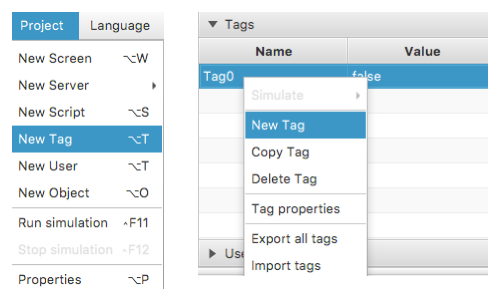 Project Language
New Screen ⌥W
New Server
New Script ⌥S
New Tag ⌥T
New User ⌥T
New Object ⌥O
Run simulation ^F11
Stop simulation ^F12
Properties ⌥P
Tags
Name Value
Tag0 false
Simulate
New Tag
Copy Tag
Delete Tag
Tag properties
Export all tags
Import tags